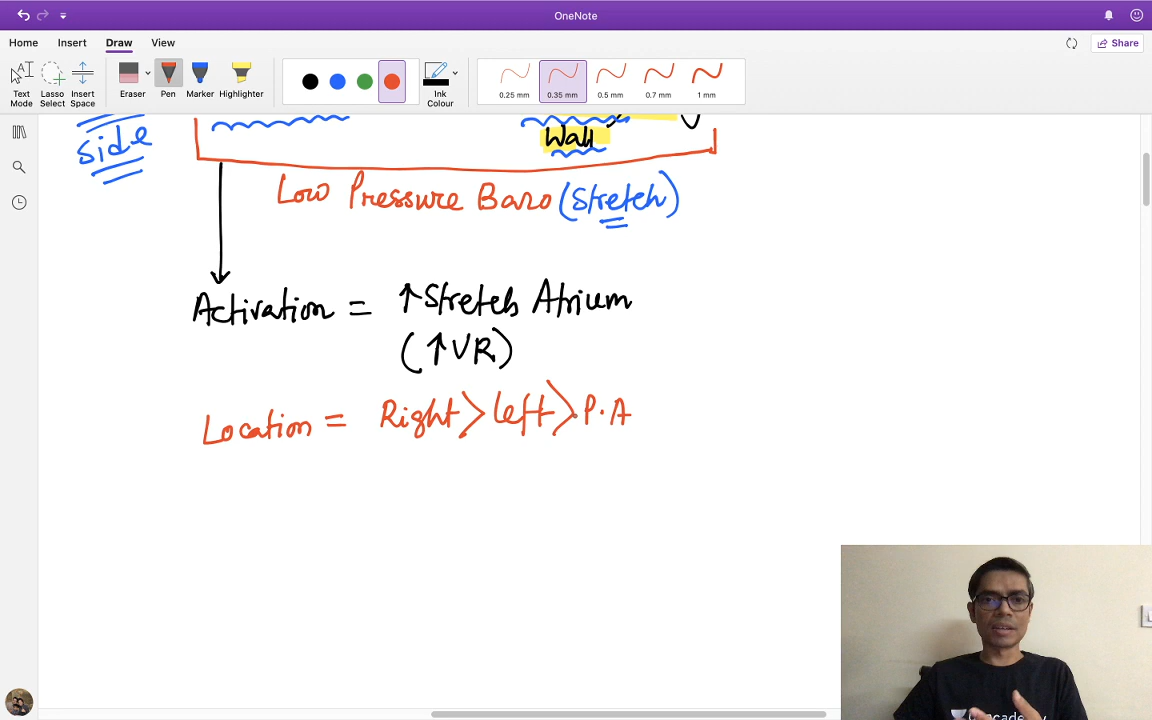 OneNote
Home Insert Draw View
Share
Text Mode
Lasso Select
Insert Space
Eraser
Pen
Marker
Highlighter
Ink Colour
0.25 mm
0.35 mm
0.5 mm
0.7 mm
1 mm
side
Wall
Low Pressure Baro (Stretch)
Activation = ↑ Stretch Atrium
(↑VR)
Location = Right > left > P.A